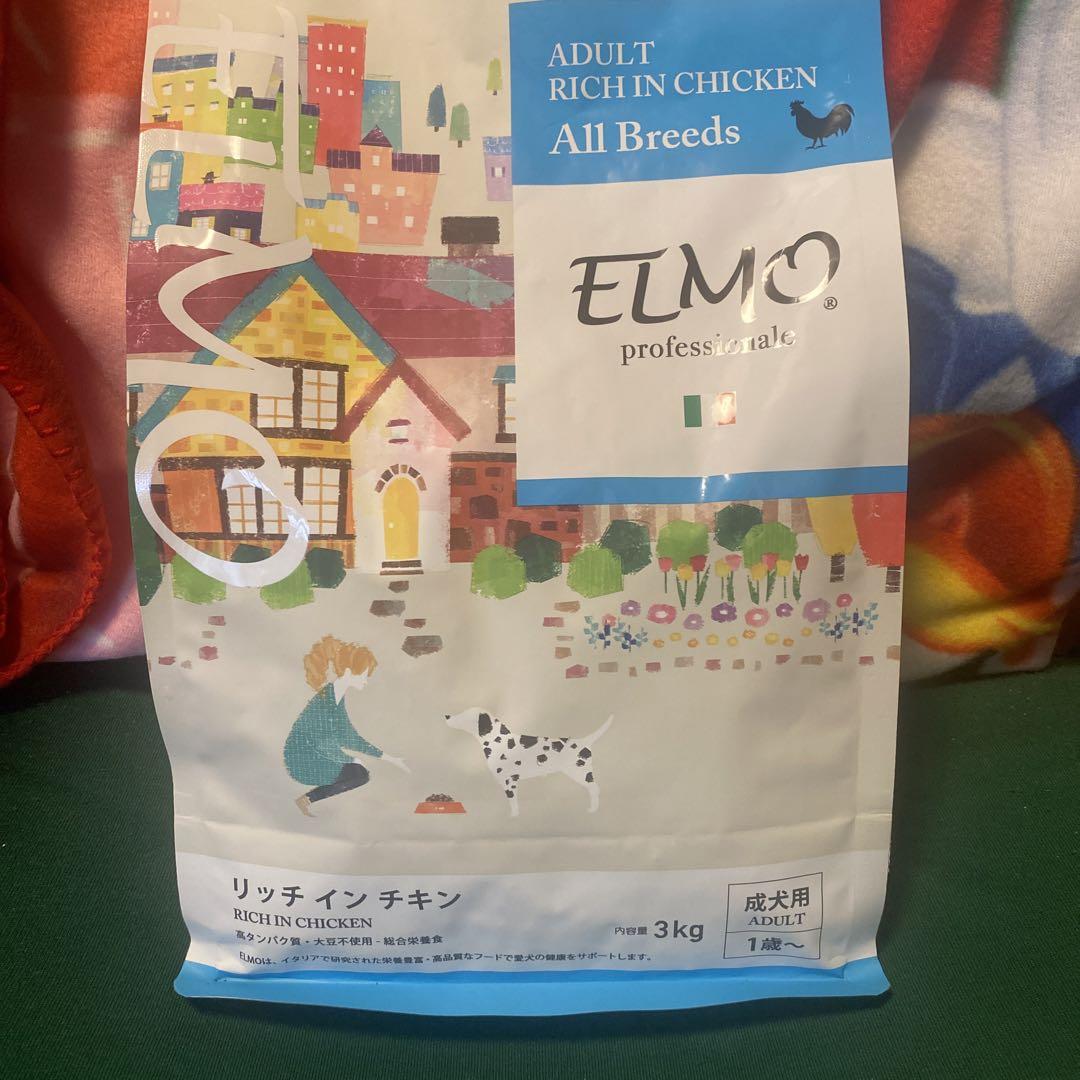 ADULT
RICH IN CHICKEN
All Breeds
ELMO®
professionale
ELMO
リッチ イン チキン
RICH IN CHICKEN
高タンパク質・大豆不使用 - 総合栄養食
ELMOは、イタリアで研究された栄養豊富・高品質なフードで愛犬の健康をサポートします。
内容量 3kg
成犬用
ADULT
1歳~